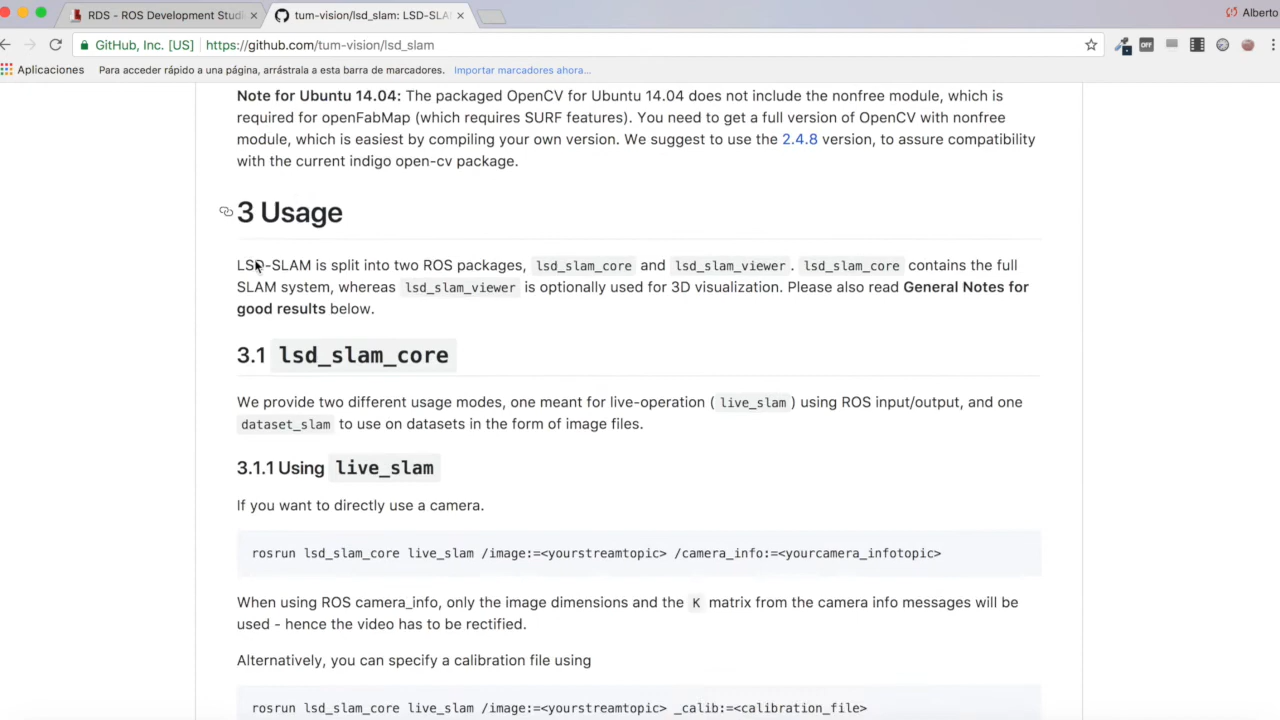 RDS - ROS Development Studi
tum-vision/lsd_slam: LSD-SLA
Alberto
GitHub, Inc. [US]
https://github.com/tum-vision/lsd_slam
OFF
Aplicaciones
Para acceder rápido a una página, arrástrala a esta barra de marcadores.
Importar marcadores ahora...
Note for Ubuntu 14.04: The packaged OpenCV for Ubuntu 14.04 does not include the nonfree module, which is
required for openFabMap (which requires SURF features). You need to get a full version of OpenCV with nonfree
module, which is easiest by compiling your own version. We suggest to use the 2.4.8 version, to assure compatibility
with the current indigo open-cv package.
3 Usage
LSD-SLAM is split into two ROS packages, lsd_slam_core and lsd_slam_viewer. lsd_slam_core contains the full
SLAM system, whereas lsd_slam_viewer is optionally used for 3D visualization. Please also read General Notes for
good results below.
3.1 lsd_slam_core
We provide two different usage modes, one meant for live-operation (live_slam) using ROS input/output, and one
dataset_slam to use on datasets in the form of image files.
3.1.1 Using live_slam
If you want to directly use a camera.
rosrun lsd_slam_core live_slam /image:=<yourstreamtopic> /camera_info:=<yourcamera_infotopic>
When using ROS camera_info, only the image dimensions and the K matrix from the camera info messages will be
used - hence the video has to be rectified.
Alternatively, you can specify a calibration file using
rosrun lsd_slam_core live_slam /image:=<yourstreamtopic> _calib:=<calibration_file>